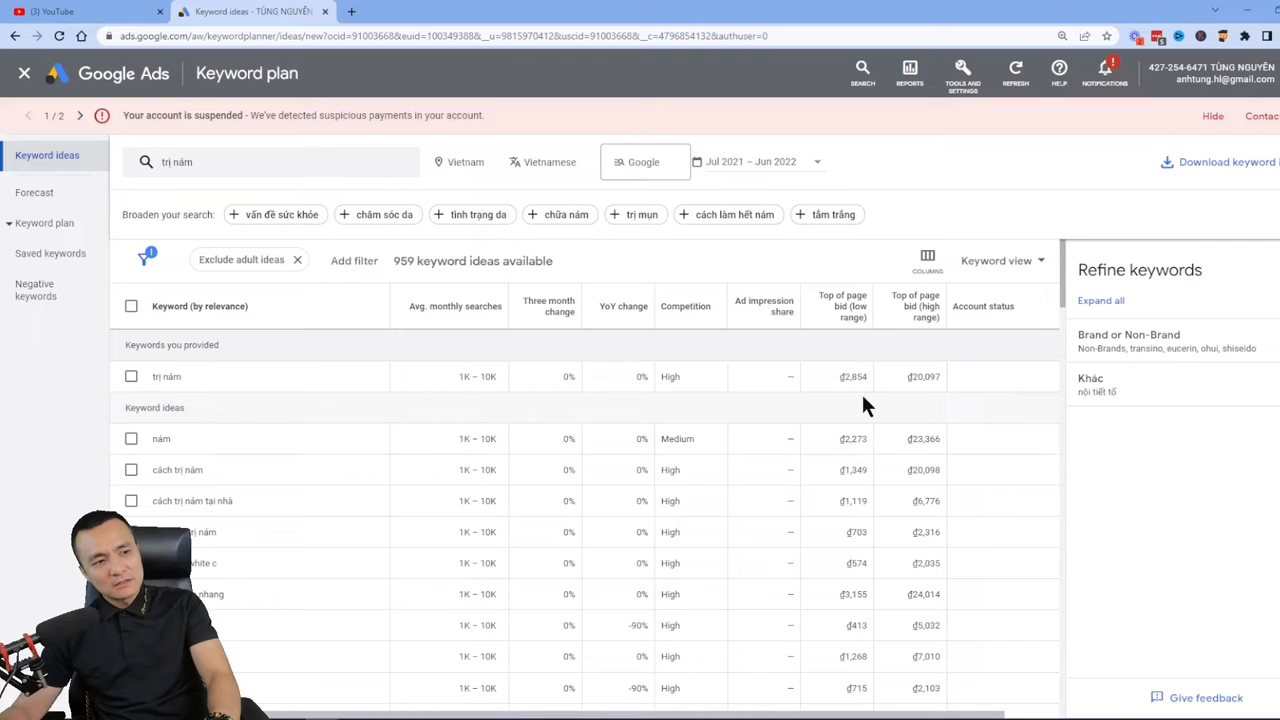 (3) YouTube
Keyword ideas - TÙNG NGUYÊN
ads.google.com/aw/keywordplanner/ideas/new?ocid=91003668&euid=100349388&__u=9815970412&uscid=91003668&__c=4796854132&authuser=0
Google Ads
Keyword plan
SEARCH
REPORTS
TOOLS AND SETTINGS
REFRESH
HELP
NOTIFICATIONS
427-254-6471 TÙNG NGUYÊN
anhtung.hl@gmail.com
1 / 2
Your account is suspended - We've detected suspicious payments in your account.
Hide
Contac
Keyword ideas
Forecast
Keyword plan
Saved keywords
Negative keywords
trị nám
Vietnam
Vietnamese
Google
Jul 2021 – Jun 2022
Download keyword i
Broaden your search:
+ vấn đề sức khỏe
+ chăm sóc da
+ tình trạng da
+ chữa nám
+ trị mụn
+ cách làm hết nám
+ tắm trắng
1
Exclude adult ideas
Add filter
959 keyword ideas available
COLUMNS
Keyword view
Keyword (by relevance)
Avg. monthly searches
Three month change
YoY change
Competition
Ad impression share
Top of page bid (low range)
Top of page bid (high range)
Account status
Keywords you provided
trị nám 1K – 10K 0% 0% High – ₫2,854 ₫20,097
Keyword ideas
nám 1K – 10K 0% 0% Medium – ₫2,273 ₫23,366
cách trị nám 1K – 10K 0% 0% High – ₫1,349 ₫20,098
cách trị nám tại nhà 1K – 10K 0% 0% High – ₫1,119 ₫6,776
trị nám 1K – 10K 0% 0% High – ₫703 ₫2,316
white c 1K – 10K 0% 0% High – ₫574 ₫2,035
nhang 1K – 10K 0% 0% High – ₫3,155 ₫24,014
1K – 10K 0% -90% High – ₫413 ₫5,032
1K – 10K 0% 0% High – ₫1,268 ₫7,010
1K – 10K 0% -90% High – ₫715 ₫2,103
Refine keywords
Expand all
Brand or Non-Brand
Non-Brands, transino, eucerin, ohui, shiseido
Khác
nội tiết tố
Give feedback